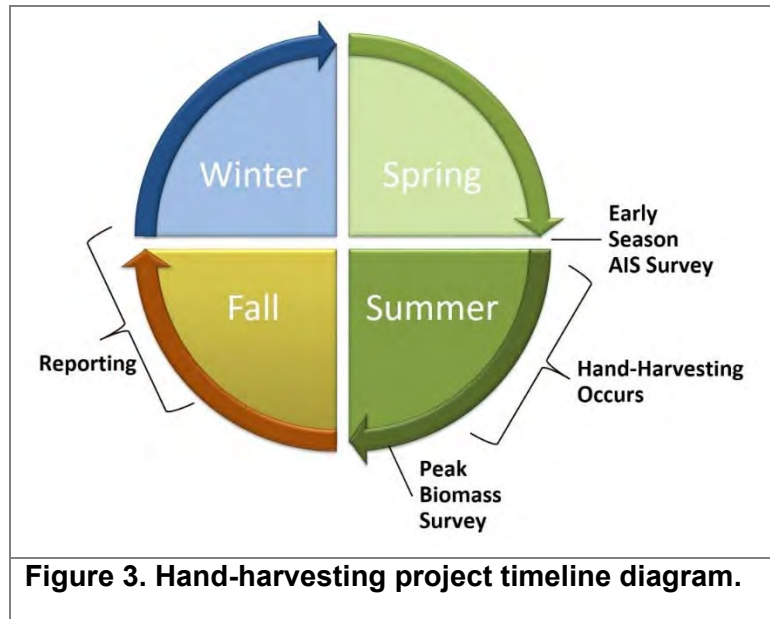 Winter
Spring
Early
Season
AIS Survey
Fall
Summer
Reporting
Hand-Harvesting
Occurs
Peak
Biomass
Survey
Figure 3. Hand-harvesting project timeline diagram.